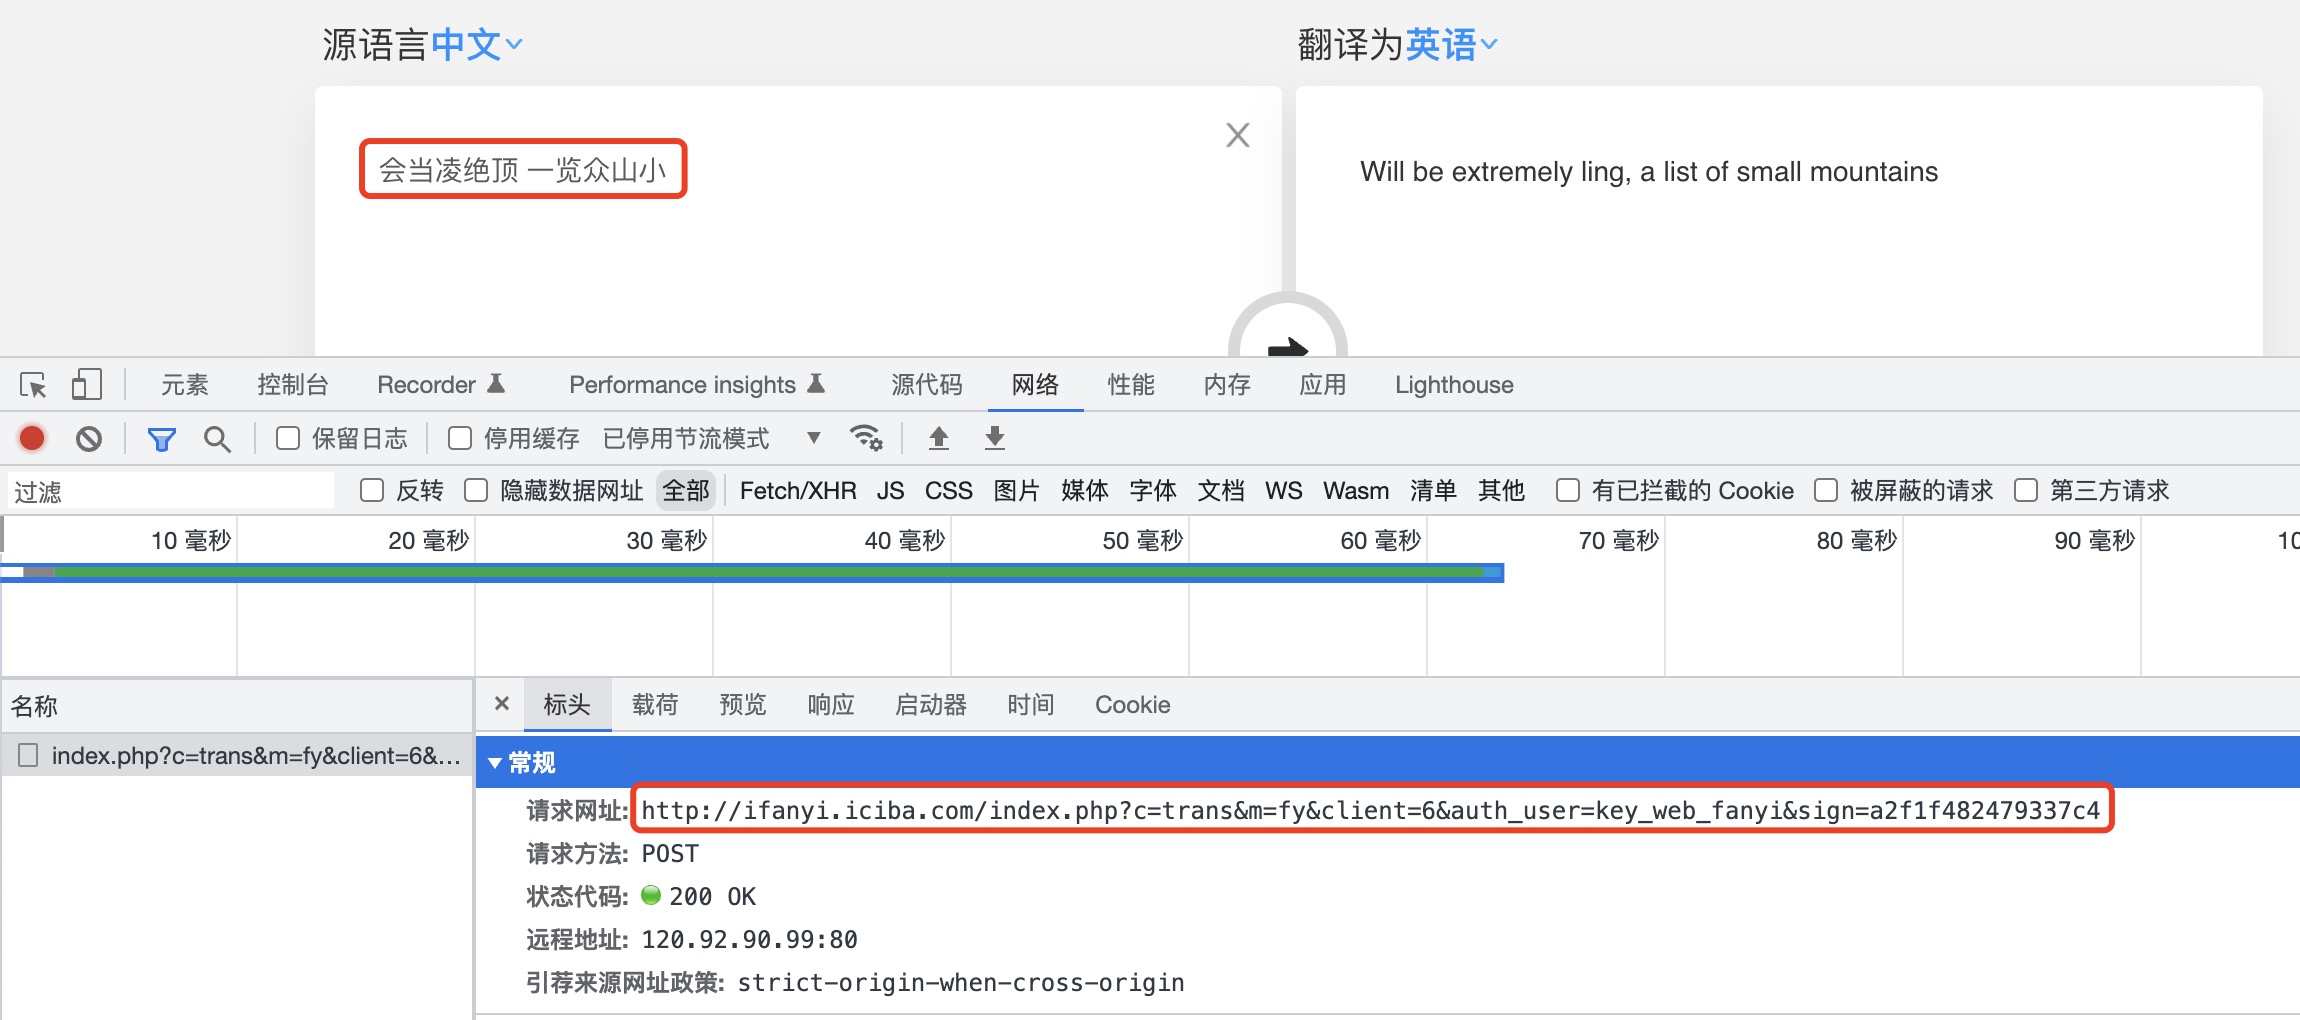 源语言中文 翻译为英语
会当凌绝顶 一览众山小 Will be extremely ling, a list of small mountains
元素 控制台 Recorder Performance insights 源代码 网络 性能 内存 应用 Lighthouse
保留日志 停用缓存 已停用节流模式
过滤 反转 隐藏数据网址 全部 Fetch/XHR JS CSS 图片 媒体 字体 文档 WS Wasm 清单 其他 有已拦截的 Cookie 被屏蔽的请求 第三方请求
10 毫秒 20 毫秒 30 毫秒 40 毫秒 50 毫秒 60 毫秒 70 毫秒 80 毫秒 90 毫秒 10
名称 × 标头 载荷 预览 响应 启动器 时间 Cookie
index.php?c=trans&m=fy&client=6&... ▼常规
请求网址: http://ifanyi.iciba.com/index.php?c=trans&m=fy&client=6&auth_user=key_web_fanyi&sign=a2f1f482479337c4
请求方法: POST
状态代码: 200 OK
远程地址: 120.92.90.99:80
引荐来源网址政策: strict-origin-when-cross-origin